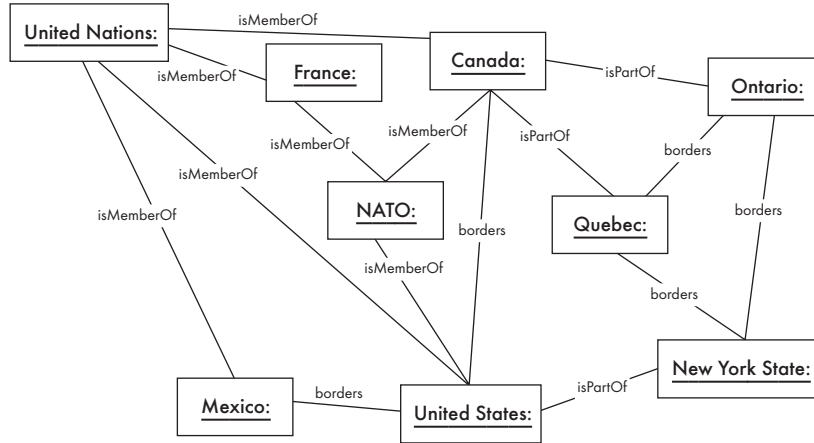 isMemberOf
United Nations:
Canada:
France:
isMemberOf
isPartOf
Ontario:
isMemberOf
isMemberOf
isPartOf
borders
isMemberOf
NATO:
Quebec:
isMemberOf
borders
borders
isMemberOf
borders
New York State:
isPartOf
Mexico:
borders
United States: